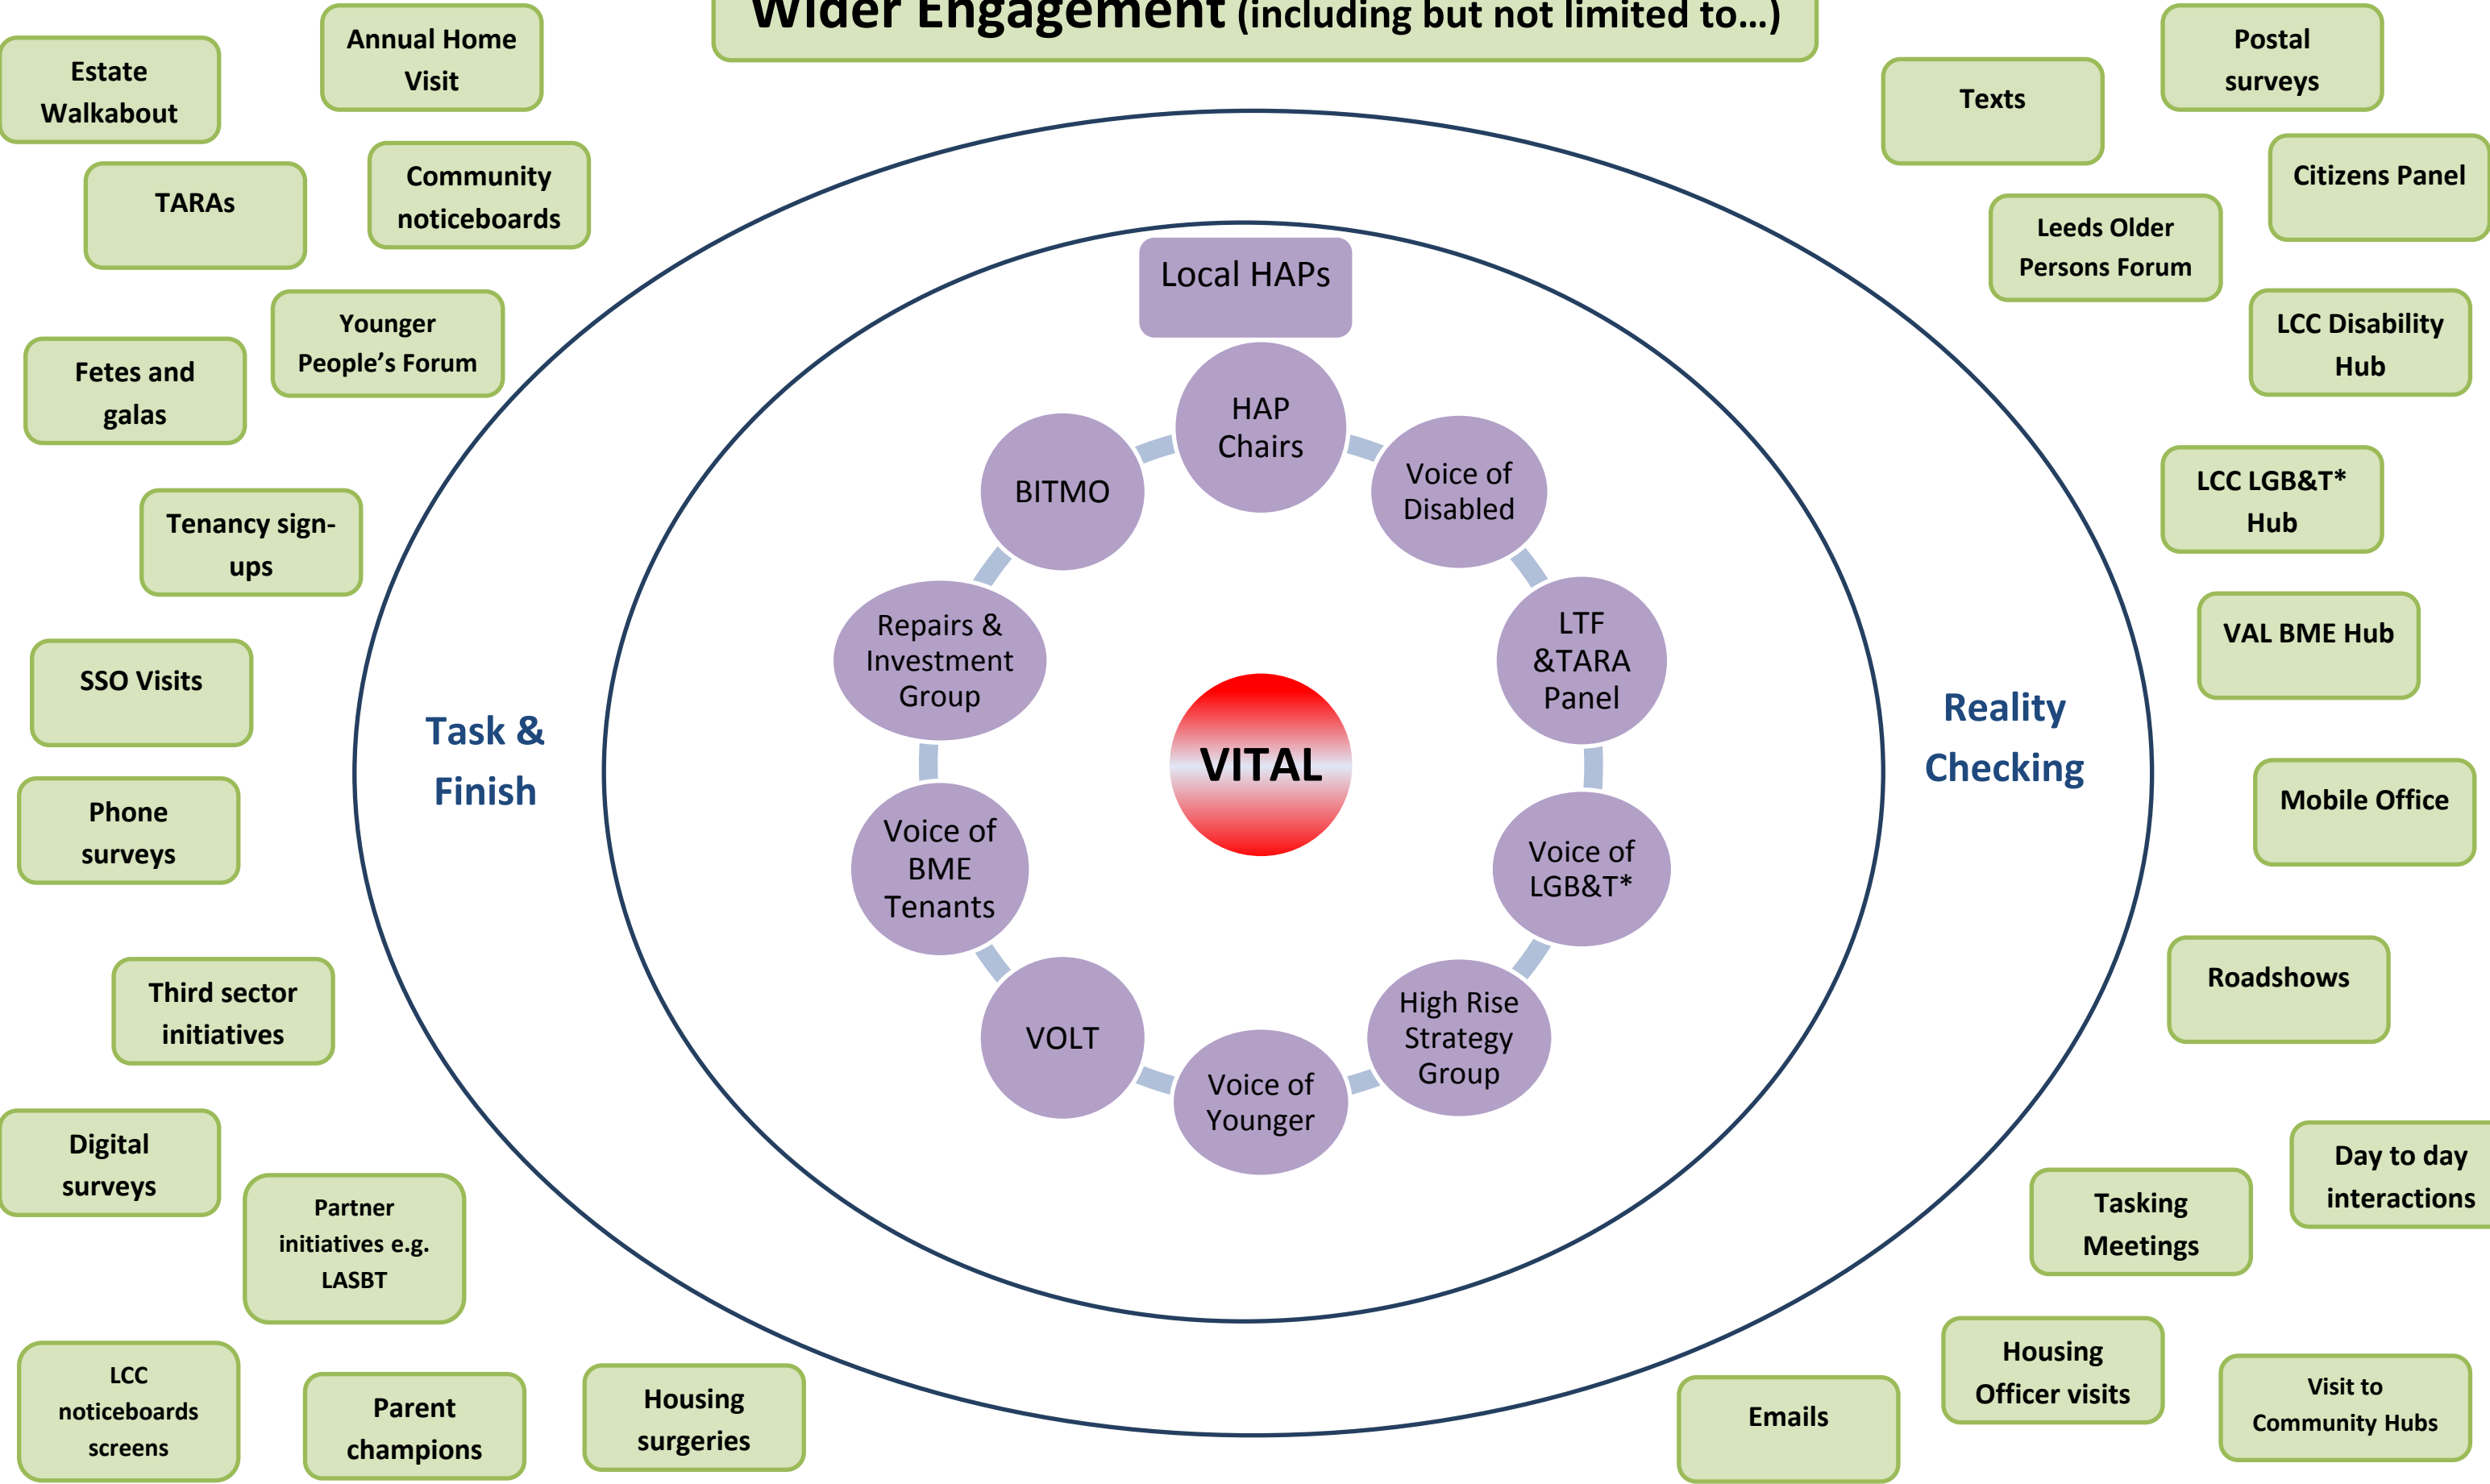 Wider Engagement (including but not limited to...)
Estate
Walkabout
Annual Home
Visit
TARAs
Community
noticeboards
Younger
People’s Forum
Fetes and
galas
Tenancy sign-
ups
SSO Visits
Phone
surveys
Third sector
initiatives
Digital
surveys
Partner
initiatives e.g.
LASBT
LCC
noticeboards
screens
Parent
champions
Housing
surgeries
Task &
Finish
Local HAPs
HAP
Chairs
Voice of
Disabled
LTF
&TARA
Panel
Voice of
LGB&T*
High Rise
Strategy
Group
Voice of
Younger
VOLT
Voice of
BME
Tenants
Repairs &
Investment
Group
BITMO
VITAL
Reality
Checking
Texts
Postal
surveys
Citizens Panel
Leeds Older
Persons Forum
LCC Disability
Hub
LCC LGB&T*
Hub
VAL BME Hub
Mobile Office
Roadshows
Day to day
interactions
Tasking
Meetings
Housing
Officer visits
Visit to
Community Hubs
Emails